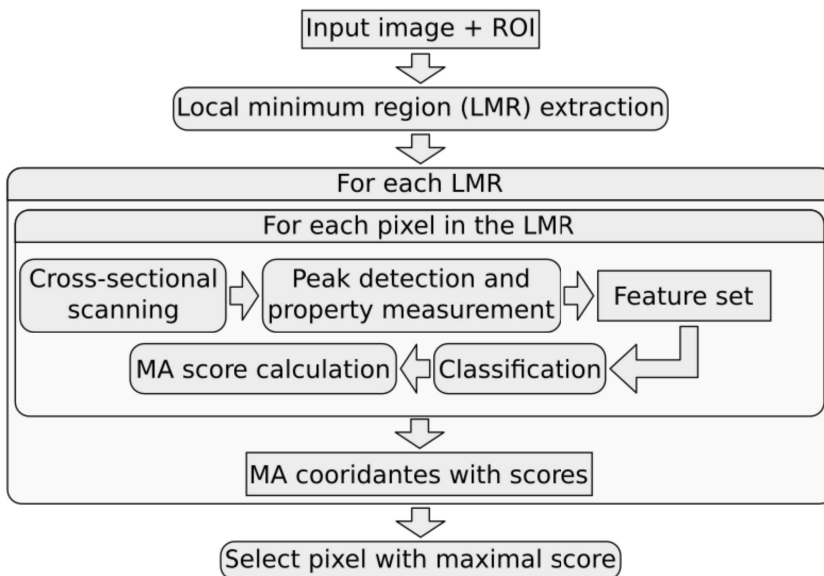 Input image + ROI
Local minimum region (LMR) extraction
For each LMR
For each pixel in the LMR
Cross-sectional
scanning
Peak detection and
property measurement
Feature set
Classification
MA score calculation
MA cooridantes with scores
Select pixel with maximal score